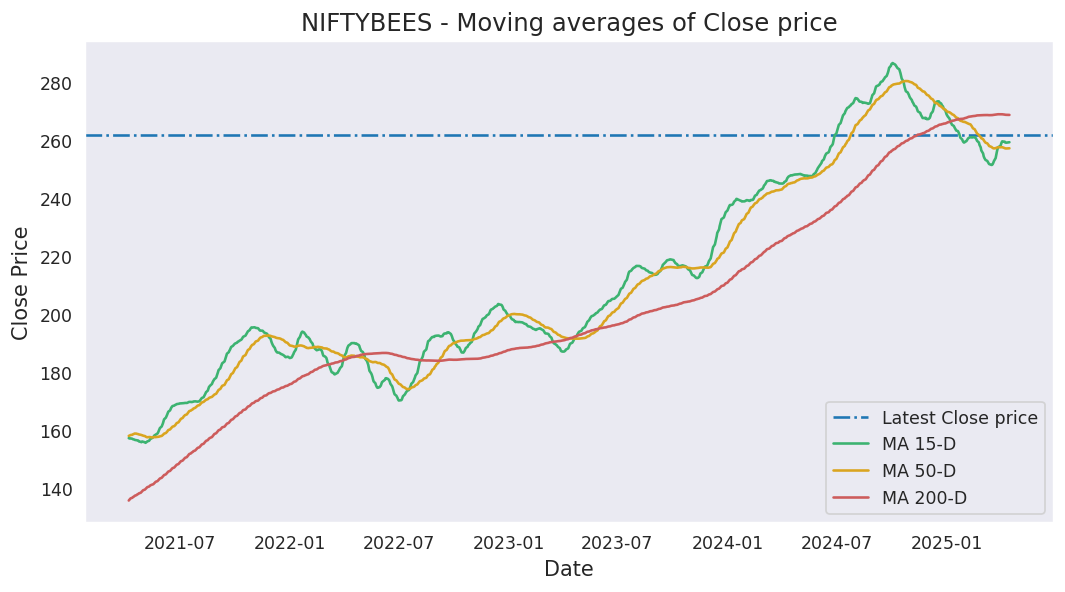 NIFTYBEES - Moving averages of Close price
Close Price
280
260
240
220
200
180
160
140
Latest Close price
MA 15-D
MA 50-D
MA 200-D
2021-07 2022-01 2022-07 2023-01 2023-07 2024-01 2024-07 2025-01
Date